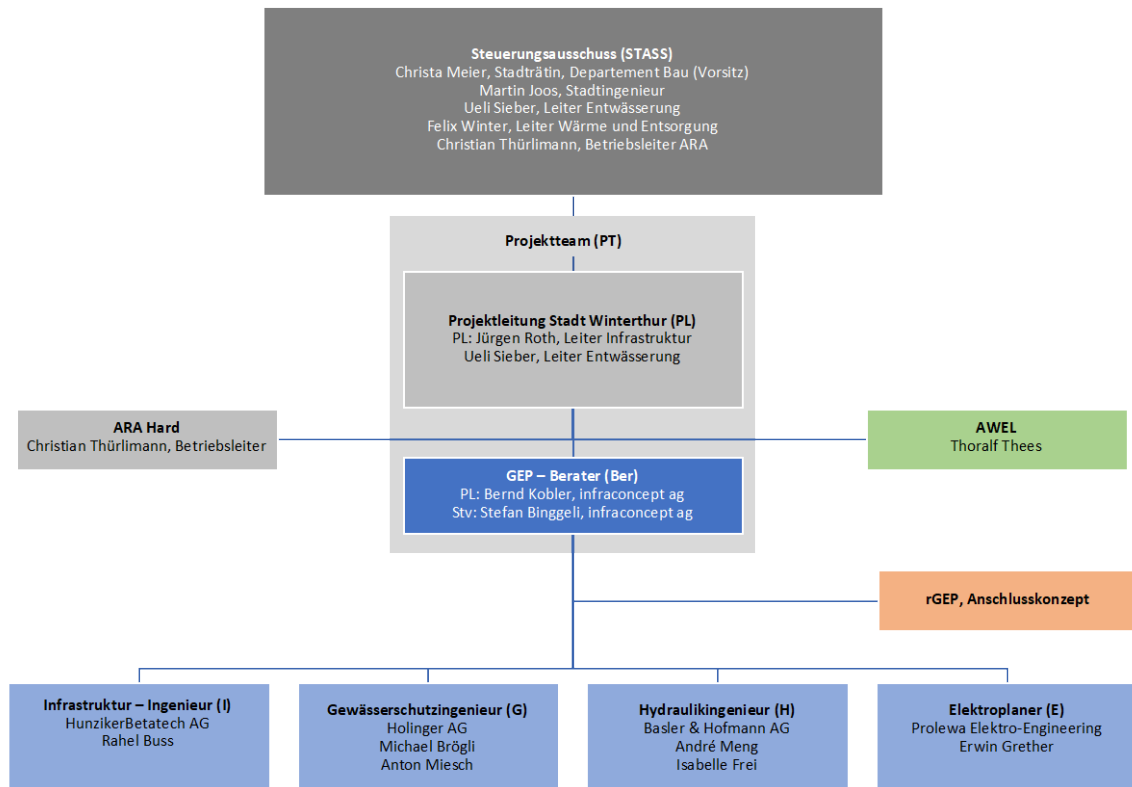 Steuerungsausschuss (STASS)
Christa Meier, Stadträtin, Departement Bau (Vorsitz)
Martin Joos, Stadtingenieur
Ueli Sieber, Leiter Entwässerung
Felix Winter, Leiter Wärme und Entsorgung
Christian Thürlimann, Betriebsleiter ARA
Projektteam (PT)
Projektleitung Stadt Winterthur (PL)
PL: Jürgen Roth, Leiter Infrastruktur
Ueli Sieber, Leiter Entwässerung
ARA Hard
Christian Thürlimann, Betriebsleiter
AWEL
Thoralf Thees
GEP – Berater (Ber)
PL: Bernd Kobler, infraconcept ag
Stv: Stefan Binggeli, infraconcept ag
rGEP, Anschlusskonzept
Infrastruktur – Ingenieur (I)
HunzikerBetatech AG
Rahel Buss
Gewässerschutzingenieur (G)
Holinger AG
Michael Brögli
Anton Miesch
Hydraulikingenieur (H)
Basler & Hofmann AG
André Meng
Isabelle Frei
Elektroplaner (E)
Prolewa Elektro-Engineering
Erwin Grether